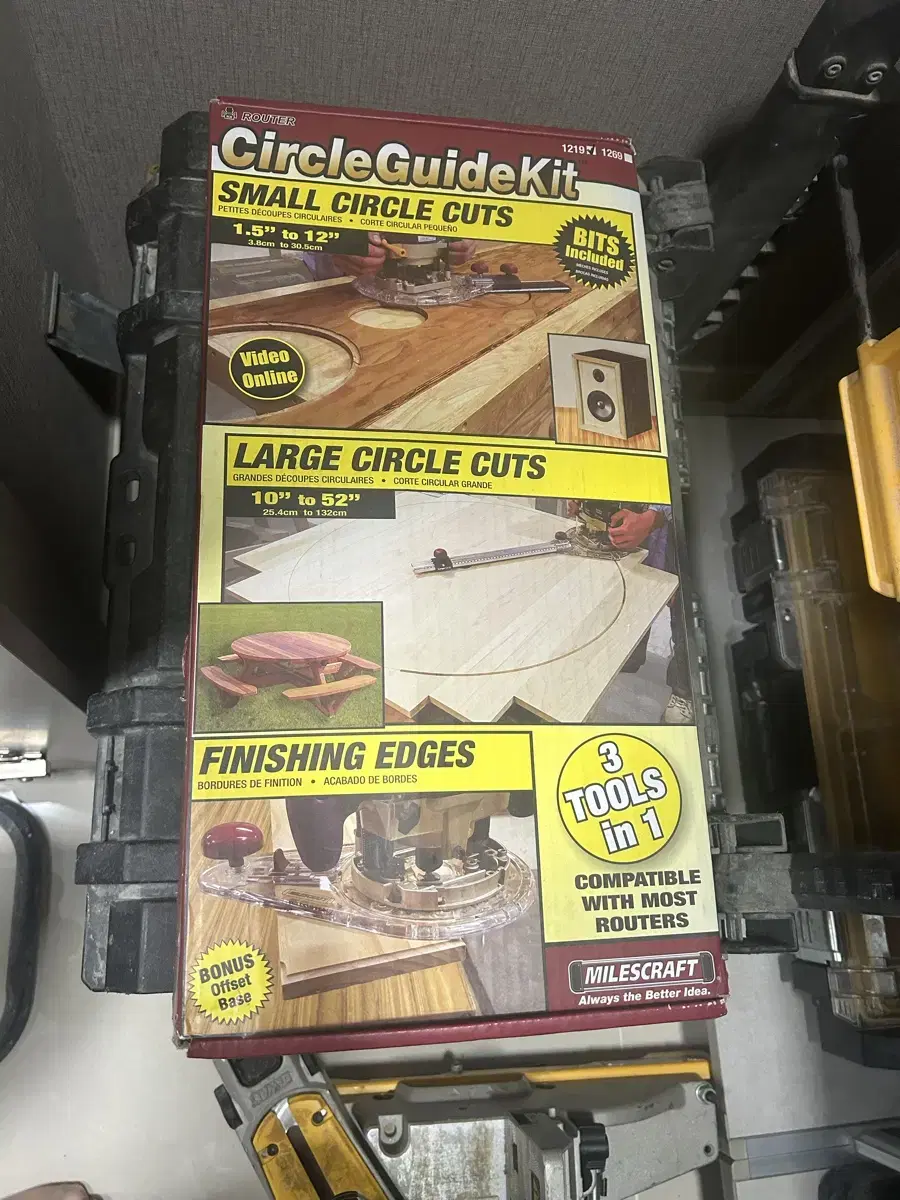 ROUTER
CircleGuideKit
1219 1269
SMALL CIRCLE CUTS
PETITES DÉCOUPES CIRCULAIRES • CORTE CIRCULAR PEQUEÑO
1.5” to 12”
3.8cm to 30.5cm
BITS
Included
Video
Online
LARGE CIRCLE CUTS
GRANDES DÉCOUPES CIRCULAIRES • CORTE CIRCULAR GRANDE
10” to 52”
25.4cm to 132cm
FINISHING EDGES
BORDURES DE FINITION • ACABADO DE BORDES
3
TOOLS
in 1
COMPATIBLE
WITH MOST
ROUTERS
BONUS
Offset
Base
MILESCRAFT
Always the Better Idea.